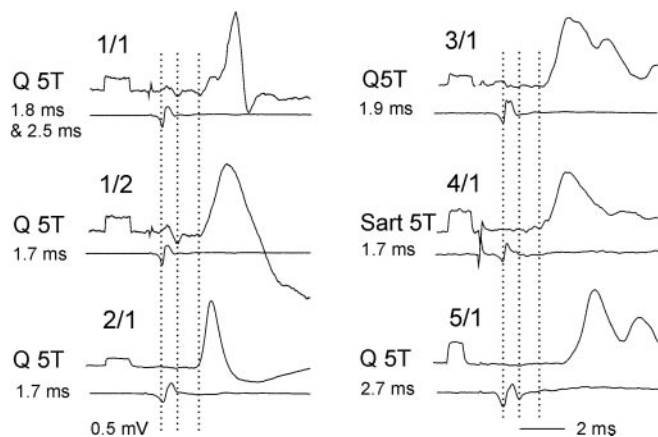 1/1
Q 5T
1.8 ms
& 2.5 ms
1/2
Q 5T
1.7 ms
2/1
Q 5T
1.7 ms
0.5 mV
3/1
Q5T
1.9 ms
4/1
Sart 5T
1.7 ms
5/1
Q 5T
2.7 ms
2 ms